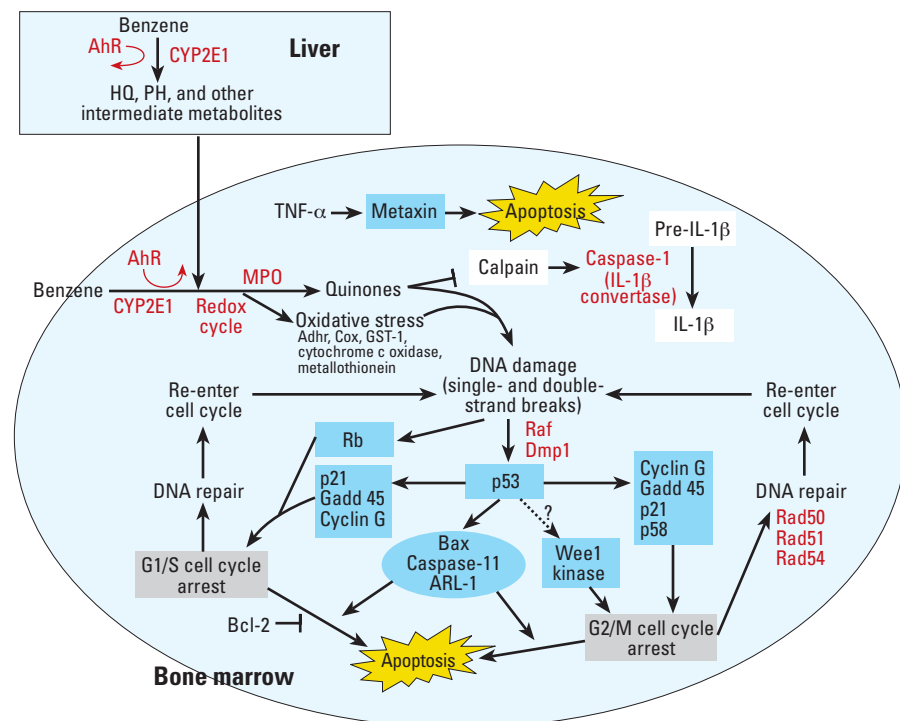 Benzene
Liver
AhR
CYP2E1
HQ, PH, and other
intermediate metabolites
TNF-α
Metaxin
Apoptosis
Pre-IL-1β
Calpain
Caspase-1
(IL-1β
convertase)
IL-1β
AhR
MPO
Benzene
CYP2E1
Redox
cycle
Quinones
Oxidative stress
Adhr, Cox, GST-1,
cytochrome c oxidase,
metallothionein
DNA damage
(single- and double-
strand breaks)
Re-enter
cell cycle
Re-enter
cell cycle
Rb
Raf
Dmp1
p21
Gadd 45
Cyclin G
p53
Cyclin G
Gadd 45
p21
p58
DNA repair
DNA repair
Rad50
Rad51
Rad54
?
Bax
Caspase-11
ARL-1
Wee1
kinase
G1/S cell cycle
arrest
Bcl-2
G2/M cell cycle
arrest
Apoptosis
Bone marrow